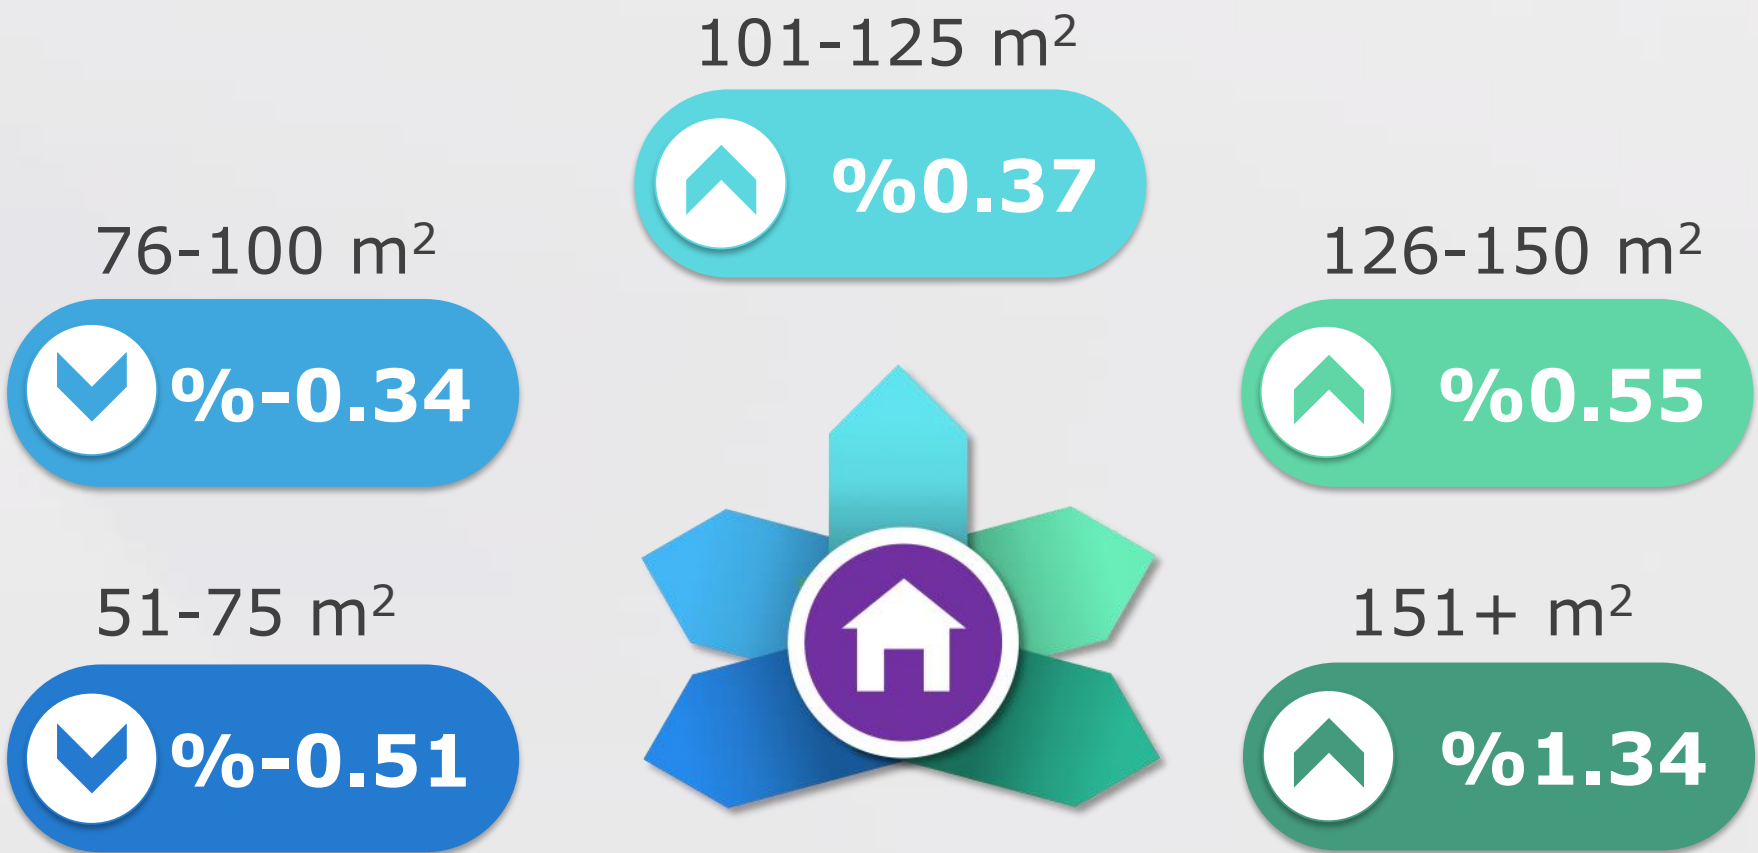 101-125 m²
%0.37
76-100 m²
%-0.34
126-150 m²
%0.55
51-75 m²
%-0.51
151+ m²
%1.34